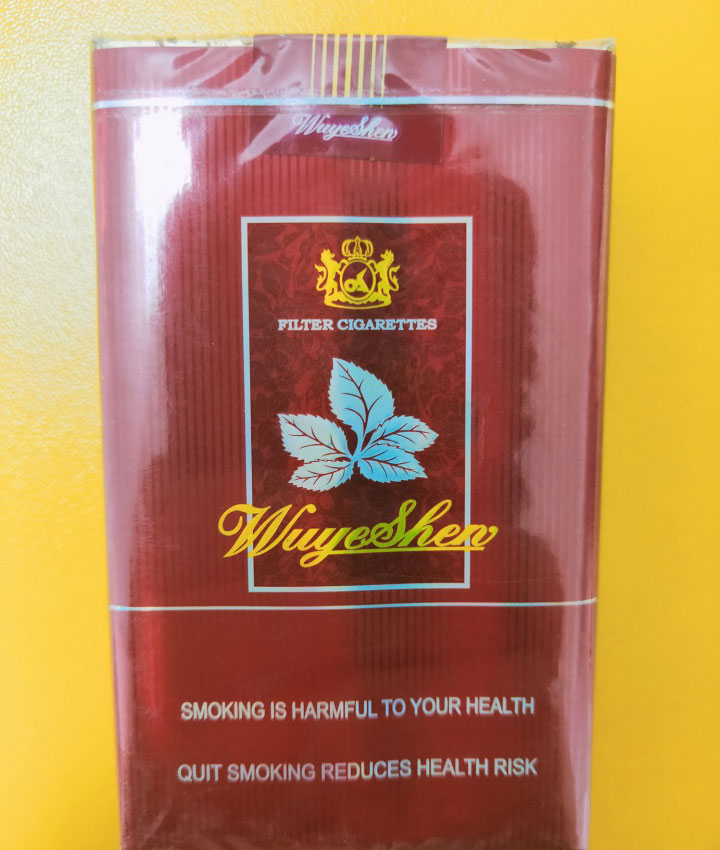 WuyeShen
FILTER CIGARETTES
WuyeShen
SMOKING IS HARMFUL TO YOUR HEALTH
QUIT SMOKING REDUCES HEALTH RISK